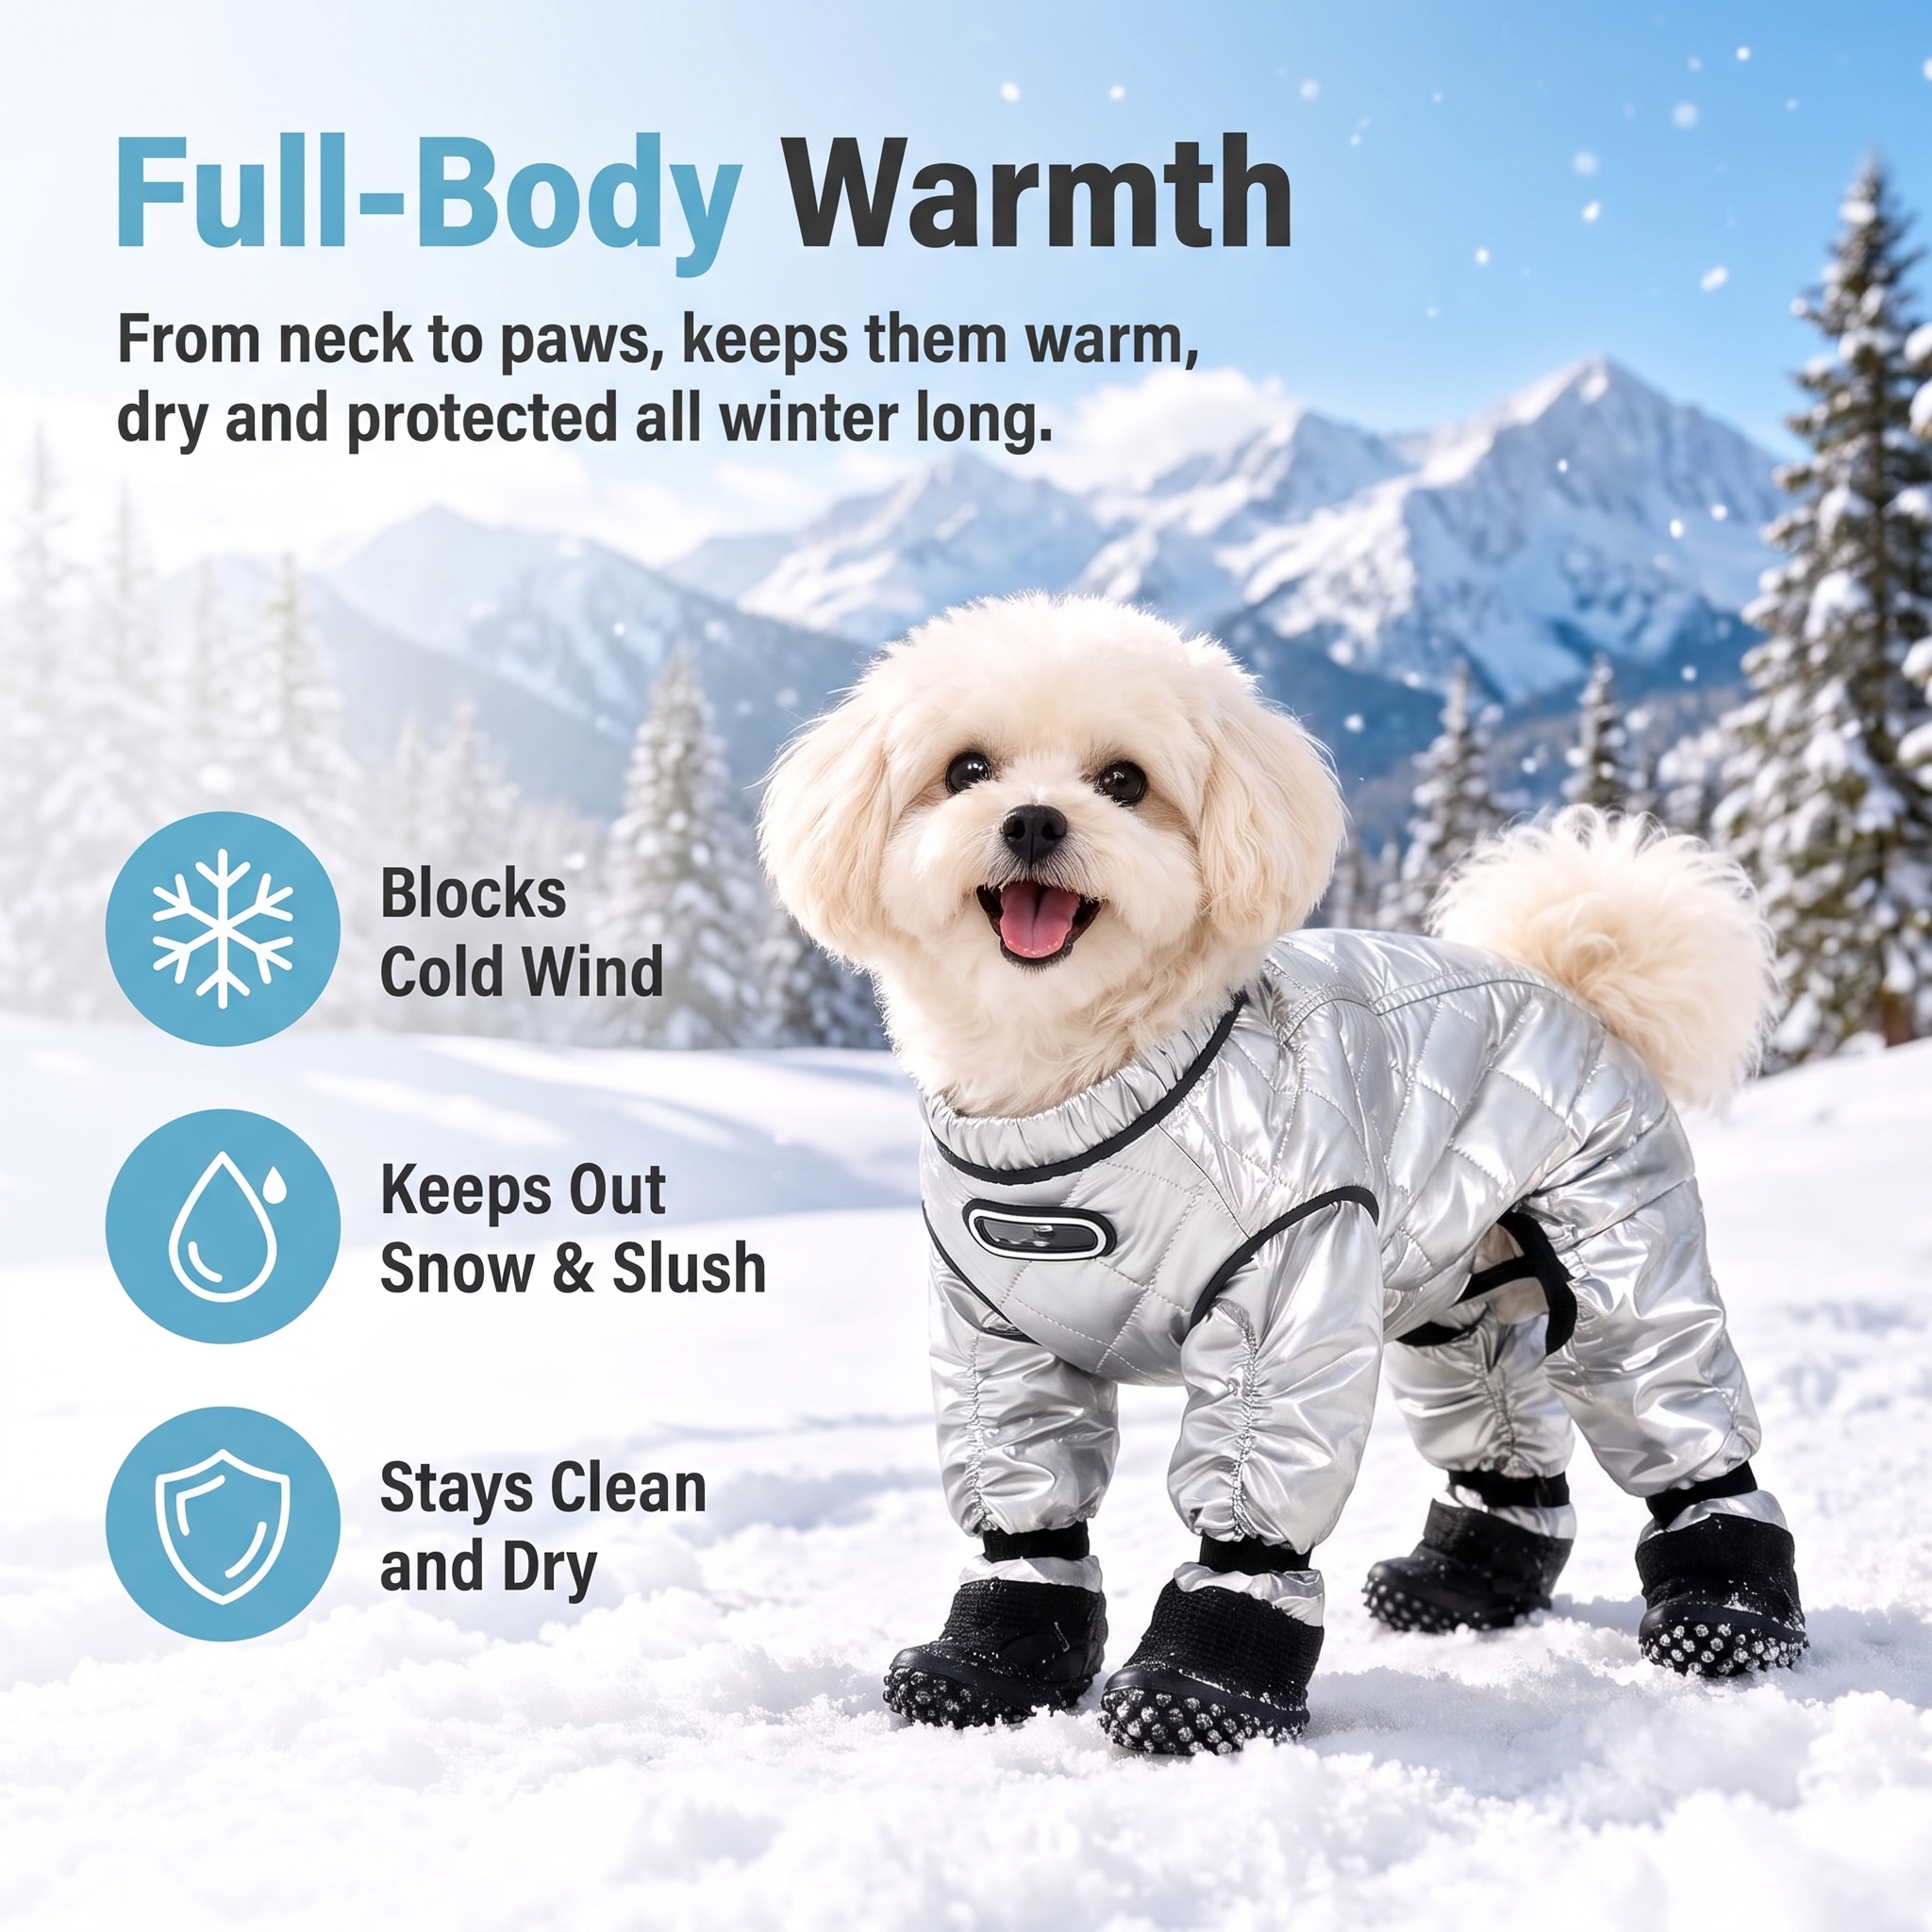 Full-Body Warmth
From neck to paws, keeps them warm,
dry and protected all winter long.
Blocks
Cold Wind
Keeps Out
Snow & Slush
Stays Clean
and Dry